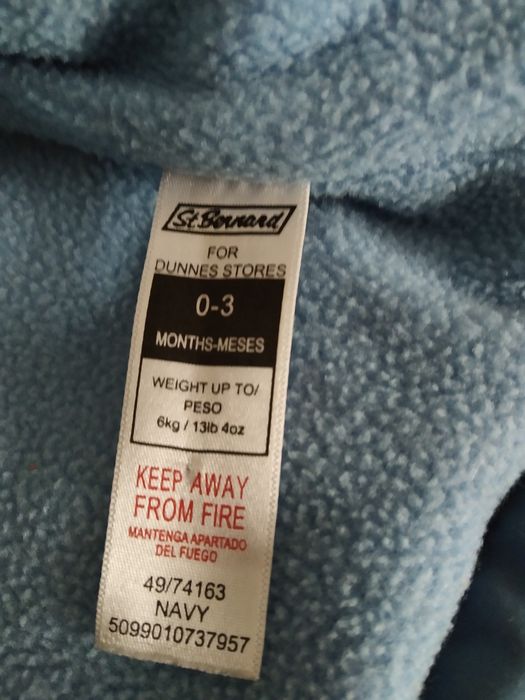 St Bernard
FOR
DUNNES STORES
0-3
MONTHS-MESES
WEIGHT UP TO/
PESO
6kg / 13lb 4oz
KEEP AWAY
FROM FIRE
MANTENGA APARTADO
DEL FUEGO
49/74163
NAVY
5099010737957